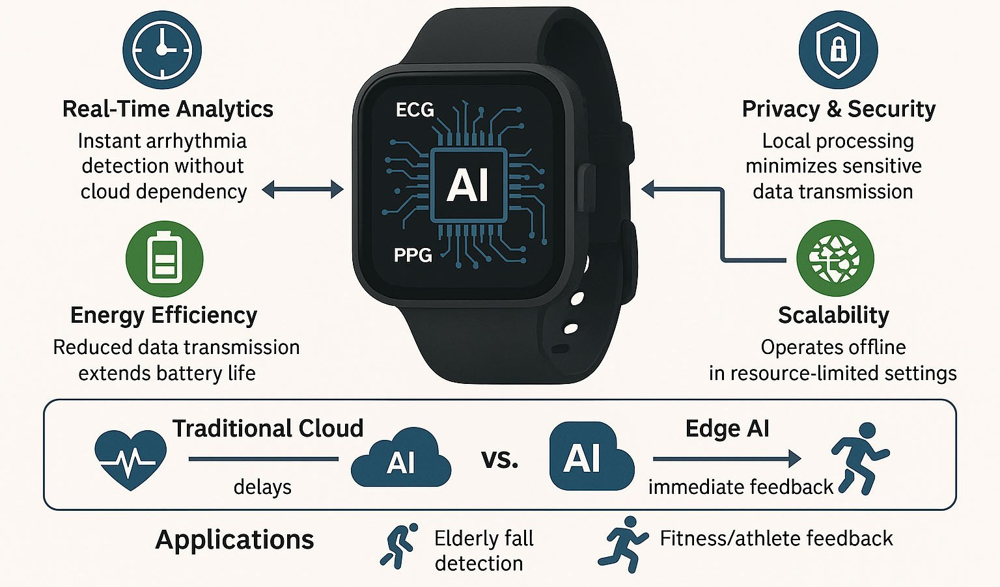 Real-Time Analytics
Instant arrhythmia
detection without
cloud dependency
Energy Efficiency
Reduced data transmission
extends battery life
ECG
AI
PPG
Privacy & Security
Local processing
minimizes sensitive
data transmission
Scalability
Operates offline
in resource-limited settings
Traditional Cloud
delays
AI
vs.
AI
Edge AI
immediate feedback
Applications
Elderly fall
detection
Fitness/athlete feedback